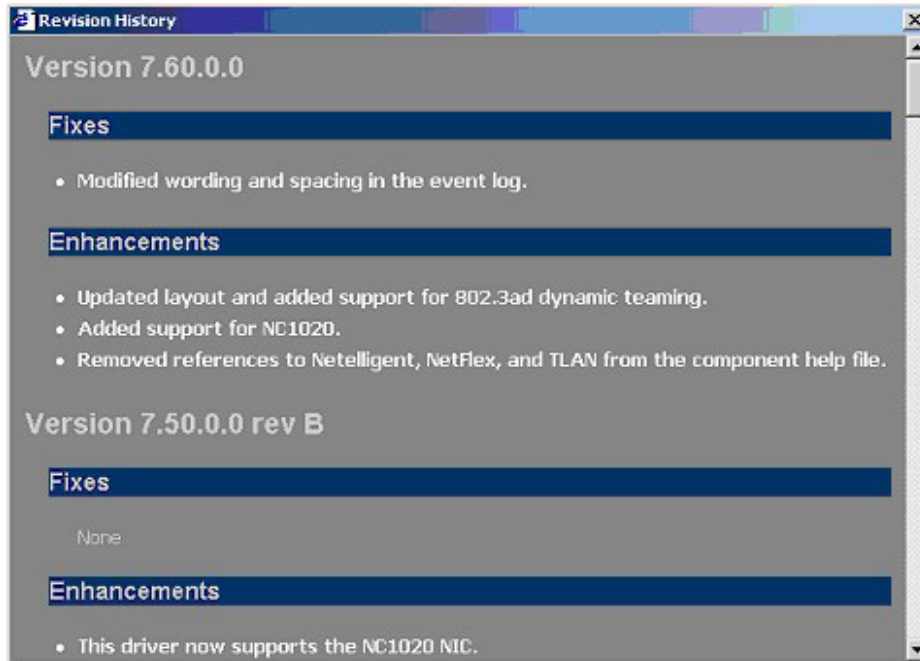 Revision History
Version 7.60.0.0
Fixes
• Modified wording and spacing in the event log.
Enhancements
• Updated layout and added support for 802.3ad dynamic teaming.
• Added support for NC1020.
• Removed references to Netelligent, NetFlex, and TLAN from the component help file.
Version 7.50.0.0 rev B
Fixes
None
Enhancements
• This driver now supports the NC1020 NIC.